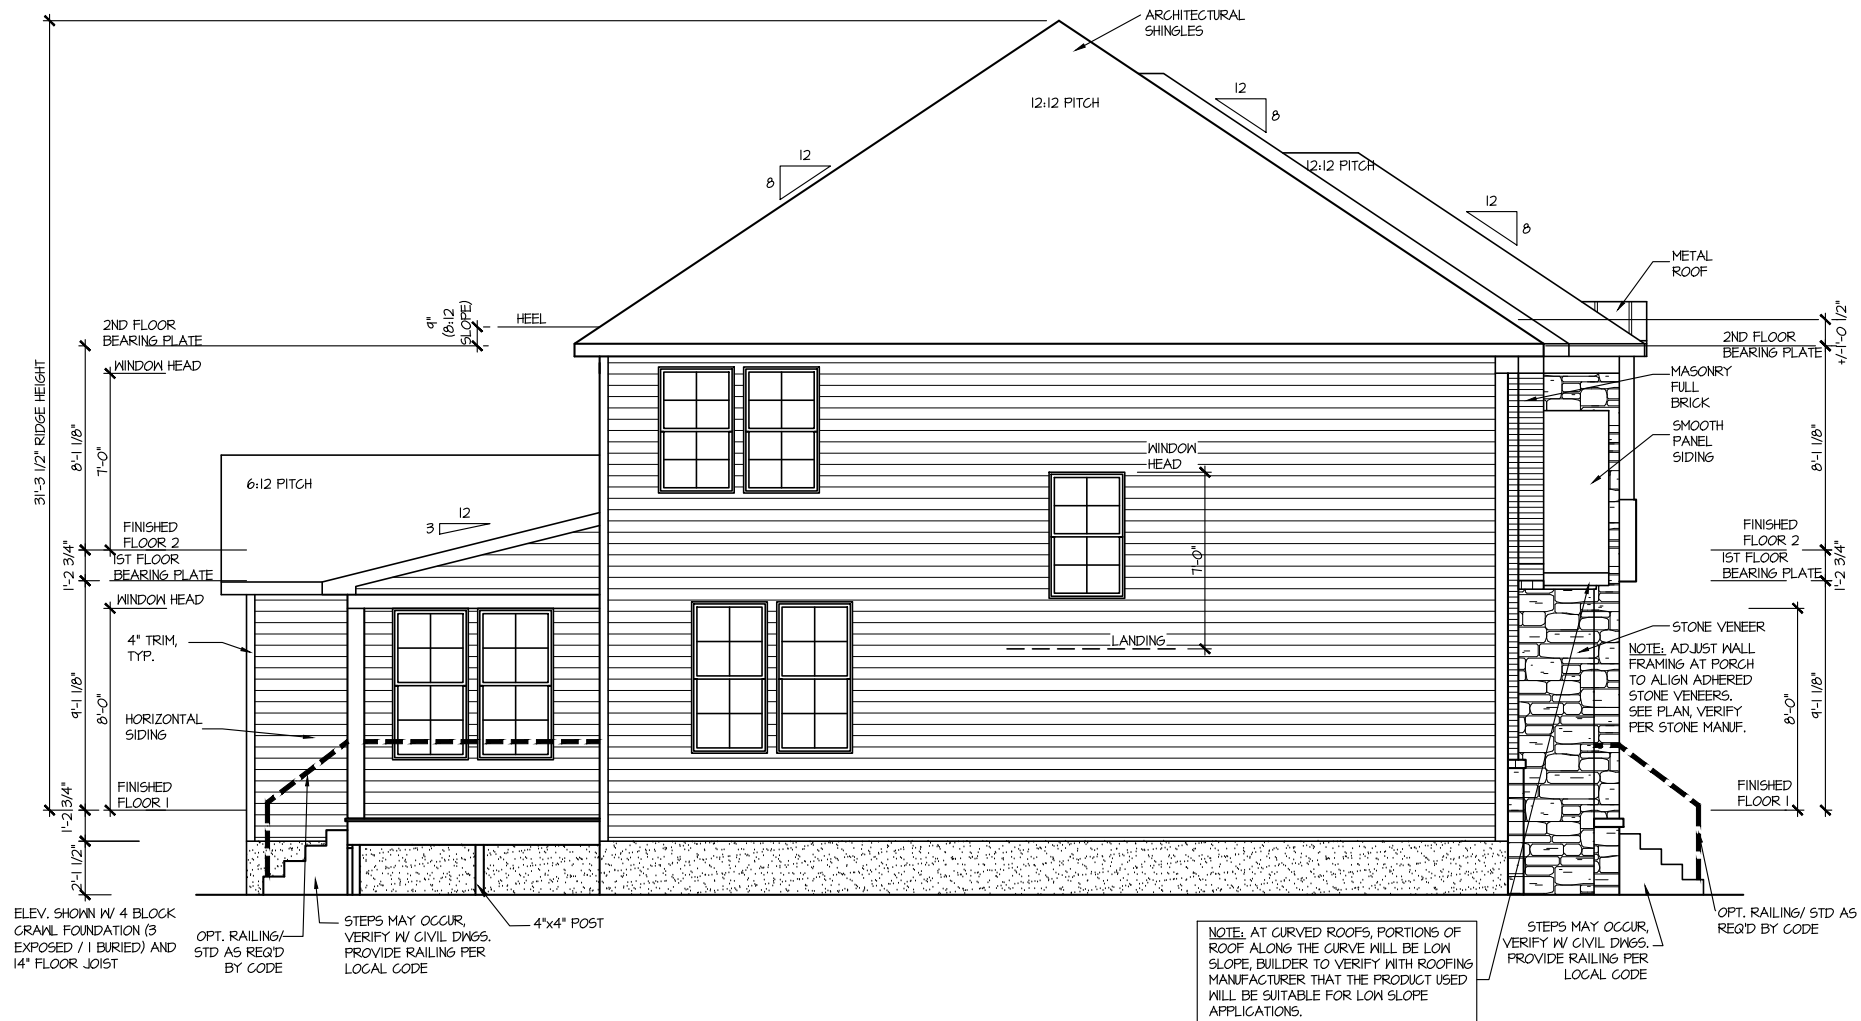 ARCHITECTURAL
SHINGLES
12:12 PITCH
12
8
12:12 PITCH
12
8
12
8
METAL
ROOF
31'-3 1/2" RIDGE HEIGHT
2ND FLOOR
BEARING PLATE
WINDOW HEAD
9"
(8:12
SLOPE)
HEEL
8'-1 1/8"
7'-0"
6:12 PITCH
12
3
FINISHED
FLOOR 2
1ST FLOOR
BEARING PLATE
1'-2 3/4"
WINDOW HEAD
4" TRIM,
TYP.
9'-1 1/8"
8'-0"
HORIZONTAL
SIDING
FINISHED
FLOOR 1
1'-2 3/4"
2'-1 1/2"
WINDOW
HEAD
7'-0"
LANDING
+/-1'-0 1/2"
2ND FLOOR
BEARING PLATE
MASONRY
FULL
BRICK
SMOOTH
PANEL
SIDING
8'-1 1/8"
FINISHED
FLOOR 2
1ST FLOOR
BEARING PLATE
1'-2 3/4"
STONE VENEER
NOTE: ADJUST WALL
FRAMING AT PORCH
TO ALIGN ADHERED
STONE VENEERS.
SEE PLAN, VERIFY
PER STONE MANUF.
8'-0"
9'-1 1/8"
FINISHED
FLOOR 1
ELEV. SHOWN W/ 4 BLOCK
CRAWL FOUNDATION (3
EXPOSED / 1 BURIED) AND
14" FLOOR JOIST
OPT. RAILING/
STD AS REQ'D
BY CODE
STEPS MAY OCCUR,
VERIFY W/ CIVIL DWGS.
PROVIDE RAILING PER
LOCAL CODE
4"x4" POST
NOTE: AT CURVED ROOFS, PORTIONS OF
ROOF ALONG THE CURVE WILL BE LOW
SLOPE, BUILDER TO VERIFY WITH ROOFING
MANUFACTURER THAT THE PRODUCT USED
WILL BE SUITABLE FOR LOW SLOPE
APPLICATIONS.
STEPS MAY OCCUR,
VERIFY W/ CIVIL DWGS.
PROVIDE RAILING PER
LOCAL CODE
OPT. RAILING/ STD AS
REQ'D BY CODE